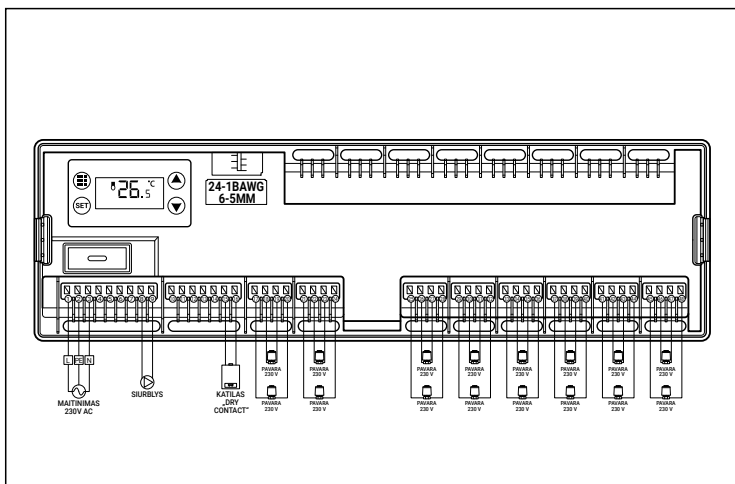 26.5 °C
SET
24-1BAWG
6-5MM
L PE N
MAITINIMAS
230V AC
SIURBLYS
KATILAS
„DRY
CONTACT“
PAVARA
230 V
PAVARA
230 V
PAVARA
230 V
PAVARA
230 V
PAVARA
230 V
PAVARA
230 V
PAVARA
230 V
PAVARA
230 V
PAVARA
230 V
PAVARA
230 V
PAVARA
230 V
PAVARA
230 V
PAVARA
230 V
PAVARA
230 V
PAVARA
230 V
PAVARA
230 V